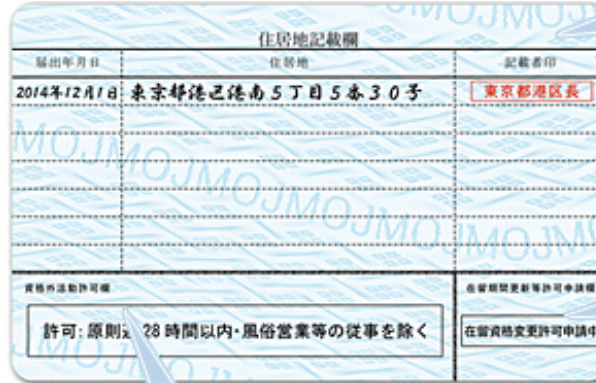 住居地記載欄
届出年月日 住居地 記載者印
2014年12月1日 東京都港区港南5丁目5番30号 東京都港区長
資格外活動許可欄 在留期間更新等許可申請欄
許可:原則週28時間以内・風俗営業等の従事を除く 在留資格変更許可申請中
MOJMOJMOJMOJMOJMOJ